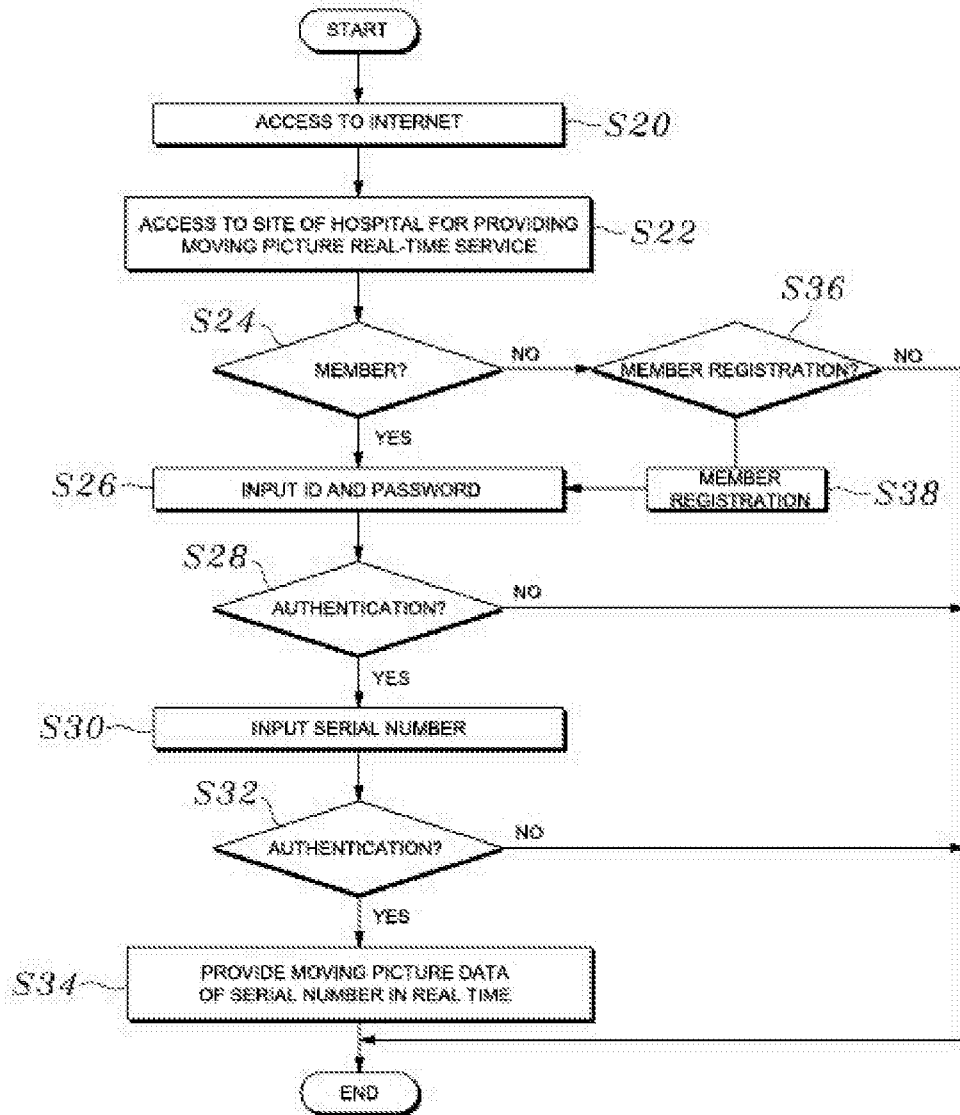 START
ACCESS TO INTERNET
S20
ACCESS TO SITE OF HOSPITAL FOR PROVIDING
MOVING PICTURE REAL-TIME SERVICE
S22
S24
MEMBER?
NO
S36
MEMBER REGISTRATION?
NO
YES
S26
INPUT ID AND PASSWORD
MEMBER
REGISTRATION
S38
S28
AUTHENTICATION?
NO
YES
S30
INPUT SERIAL NUMBER
S32
AUTHENTICATION?
NO
YES
S34
PROVIDE MOVING PICTURE DATA
OF SERIAL NUMBER IN REAL TIME
END